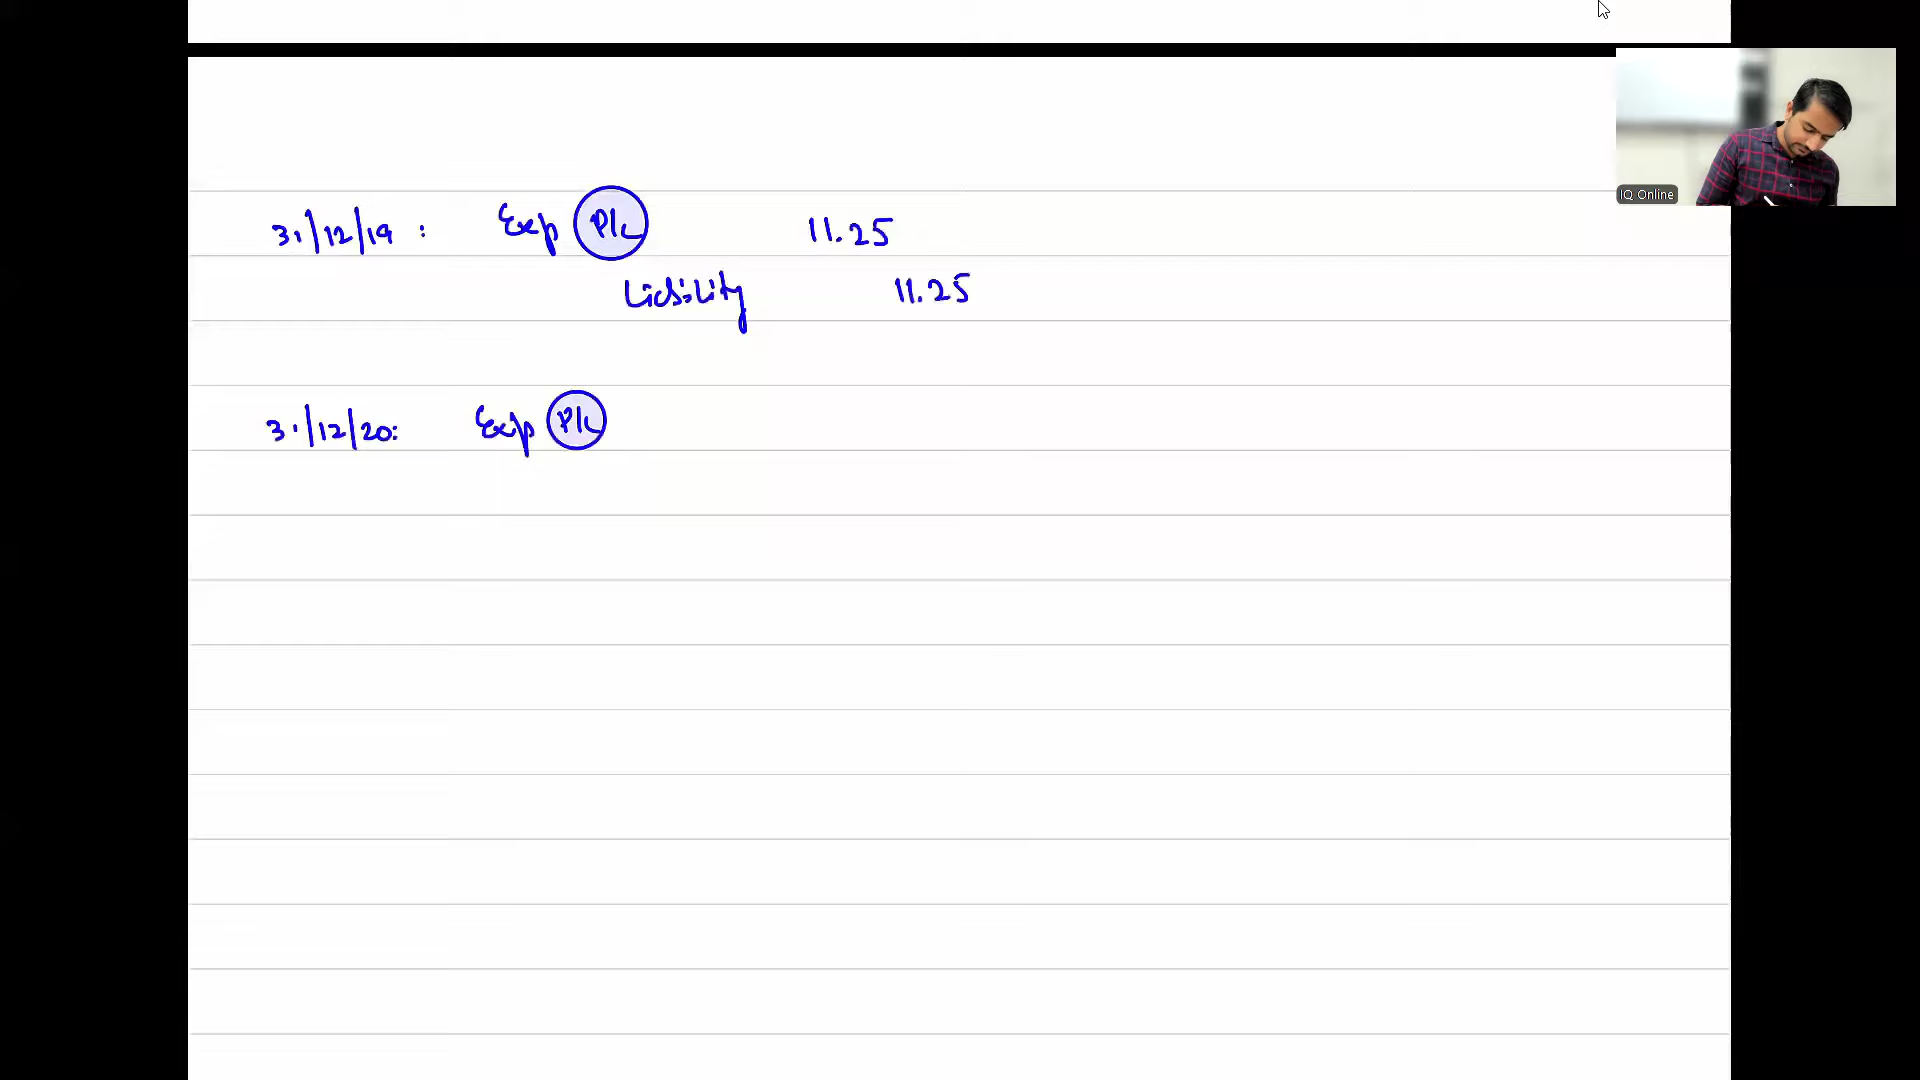 31/12/19 : Exp P/L 11.25
Liability 11.25
31/12/20: Exp P/L
IQ Online